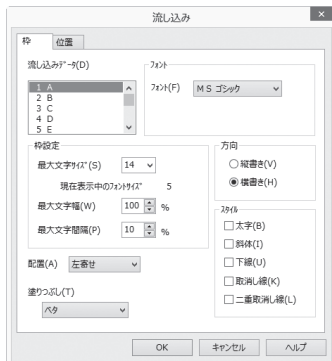 流し込み
枠 位置
流し込みﾃﾞｰﾀ(D)
1 A
2 B
3 C
4 D
5 E
ﾌｫﾝﾄ
ﾌｫﾝﾄ(F) ＭＳ ゴシック
枠設定
最大文字ｻｲｽﾞ(S) 14
現在表示中のﾌｫﾝﾄｻｲｽﾞ 5
最大文字幅(W) 100 %
最大文字間隔(P) 10 %
方向
縦書き(V)
横書き(H)
ｽﾀｲﾙ
太字(B)
斜体(I)
下線(U)
取消し線(K)
二重取消し線(L)
配置(A) 左寄せ
塗りつぶし(T)
ベタ
OK キャンセル ヘルプ